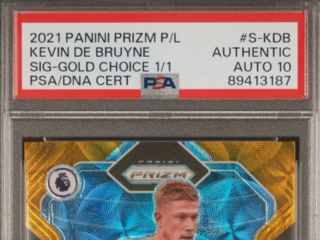 2021 PANINI PRIZM P/L #S-KDB
KEVIN DE BRUYNE AUTHENTIC
SIG-GOLD CHOICE 1/1 AUTO 10
PSA/DNA CERT PSA 89413187
PANINI
PRIZM